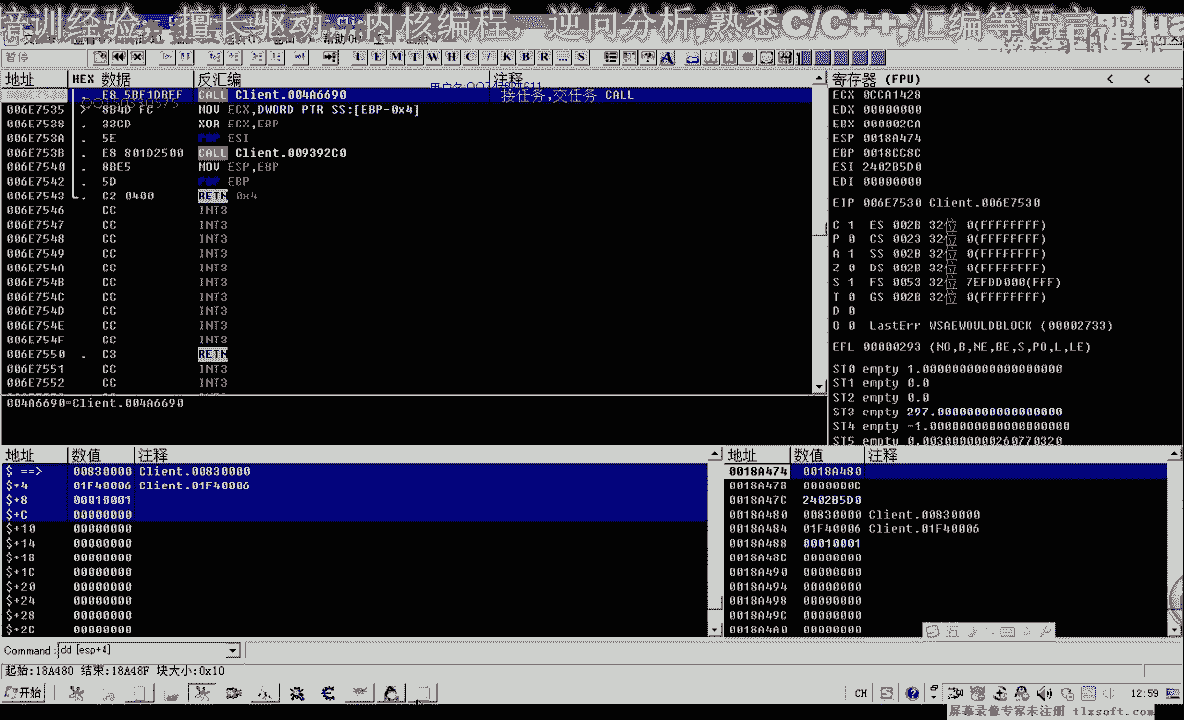 培训经验: 擅长驱动, 内核编程, 逆向分析,熟悉C/C++,汇编等语言, lua
地址 HEX 数据 反汇编 注释
E8 5BF1DBFF CALL Client.004A6690 接任务,交任务 CALL
006E7535 > 8B4D FC MOV ECX,DWORD PTR SS:[EBP-0x4]
006E7538 . 33CD XOR ECX,EBP
006E753A . 5E POP ESI
006E753B . E8 801D2500 CALL Client.009392C0
006E7540 . 8BE5 MOV ESP,EBP
006E7542 . 5D POP EBP
006E7543 . C2 0400 RETN 0x4
006E7546 CC INT3
006E7547 CC INT3
006E7548 CC INT3
006E7549 CC INT3
006E754A CC INT3
006E754B CC INT3
006E754C CC INT3
006E754D CC INT3
006E754E CC INT3
006E754F CC INT3
006E7550 . C3 RETN
006E7551 CC INT3
006E7552 CC INT3
004A6690=Client.004A6690
寄存器 (FPU) < <
ECX 0CCA1428
EDX 00000000
EBX 000002CA
ESP 0018A474
EBP 0018CC8C
ESI 2402B5D0
EDI 00000000
EIP 006E7530 Client.006E7530
C 1 ES 002B 32位 0(FFFFFFFF)
P 0 CS 0023 32位 0(FFFFFFFF)
A 1 SS 002B 32位 0(FFFFFFFF)
Z 0 DS 002B 32位 0(FFFFFFFF)
S 1 FS 0053 32位 7EFDD000(FFF)
T 0 GS 002B 32位 0(FFFFFFFF)
D 0
O 0 LastErr WSAEWOULDBLOCK (00002733)
EFL 00000293 (NO,B,NE,BE,S,PO,L,LE)
ST0 empty 1.0000000000000000000
ST1 empty 0.0
ST2 empty 0.0
ST3 empty 297.00000000000000000
ST4 empty -1.0000000000000000000
ST5 empty 0.0030000000260770320
地址 数值 注释
$ ==> 00830000 Client.00830000
$+4 01F40006 Client.01F40006
$+8 00010001
$+C 00000000
$+10 00000000
$+14 00000000
$+18 00000000
$+1C 00000000
$+20 00000000
$+24 00000000
$+28 00000000
$+2C 00000000
地址 数值 注释
0018A474 0018A480
0018A478 0000000C
0018A47C 2402B5D0
0018A480 00830000 Client.00830000
0018A484 01F40006 Client.01F40006
0018A488 00010001
0018A48C 00000000
0018A490 00000000
0018A494 00000000
0018A498 00000000
0018A49C 00000000
0018A4A0 00000000
Command : dd [esp+4]
起始:18A480 结束:18A48F 块大小:0x10
开始 CH 12:59
屏幕录像专家未注册 tlxsoft.com